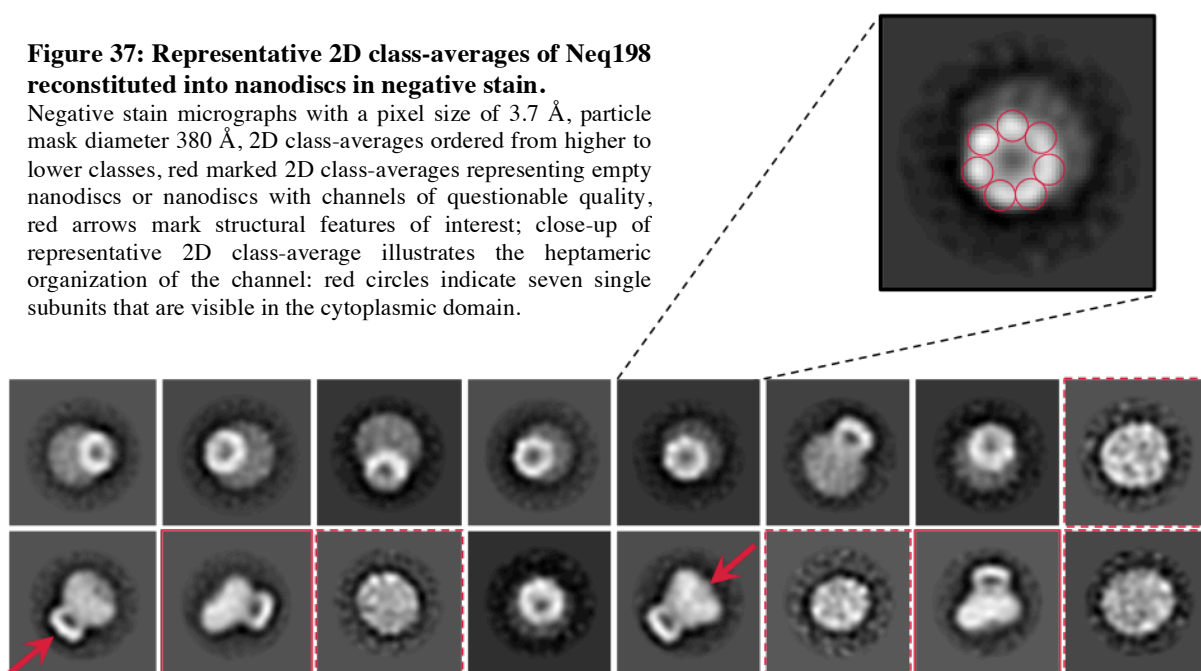 Figure 37: Representative 2D class-averages of Neq198
reconstituted into nanodiscs in negative stain.
Negative stain micrographs with a pixel size of 3.7 Å, particle
mask diameter 380 Å, 2D class-averages ordered from higher to
lower classes, red marked 2D class-averages representing empty
nanodiscs or nanodiscs with channels of questionable quality,
red arrows mark structural features of interest; close-up of
representative 2D class-average illustrates the heptameric
organization of the channel: red circles indicate seven single
subunits that are visible in the cytoplasmic domain.